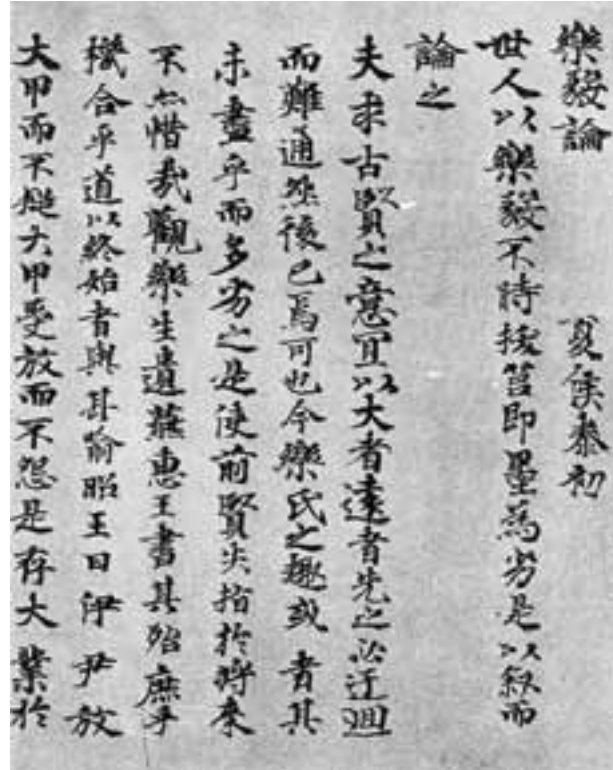 樂毅論 夏侯泰初
世人以樂毅不時拔莒即墨為劣是以叙而
論之
夫求古賢之意宜以大者遠者先之必迂迴
而難通然後已焉可也今樂氏之趣或者其
未盡乎而多劣之是使前賢失指於將來
不亦惜哉觀樂生遺燕惠王書其殆庶乎
機合乎道以終始者與其喻昭王曰伊尹放
大甲而不疑大甲受放而不怨是存大業於